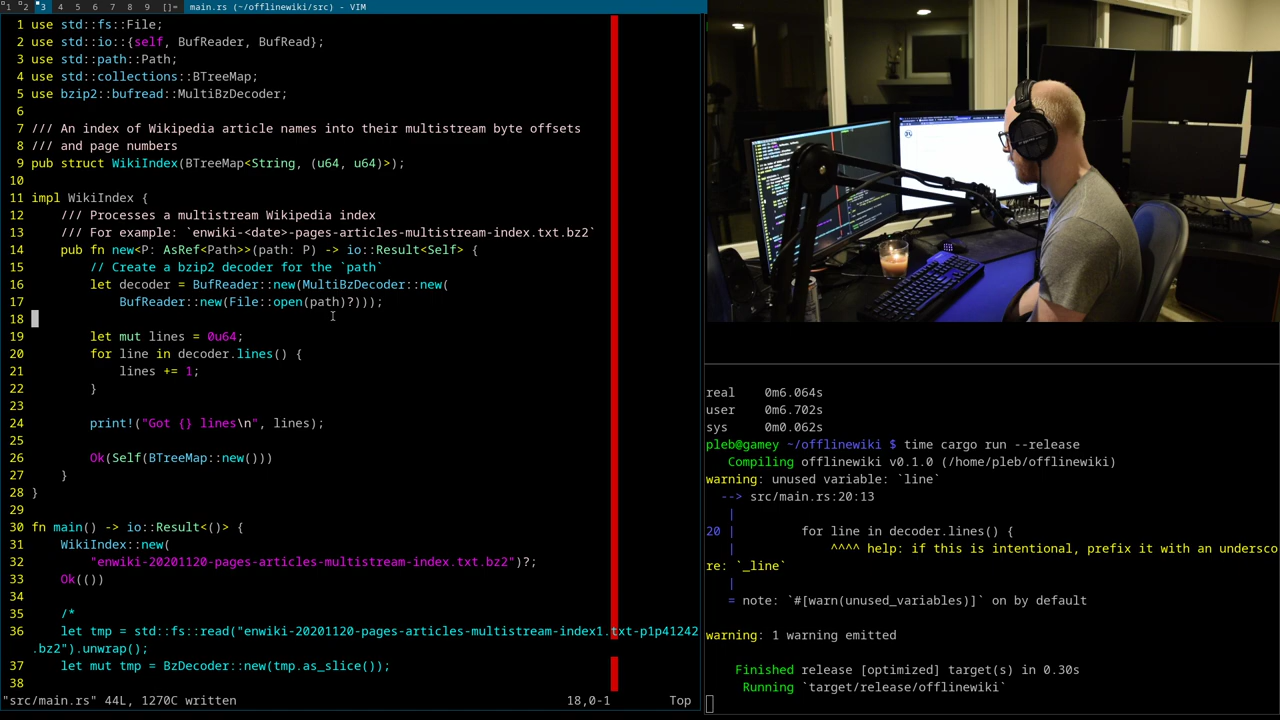 1 2 3 4 5 6 7 8 9 []= main.rs (~/offlinewiki/src) - VIM
1 use std::fs::File;
2 use std::io::{self, BufReader, BufRead};
3 use std::path::Path;
4 use std::collections::BTreeMap;
5 use bzip2::bufread::MultiBzDecoder;
6
7 /// An index of Wikipedia article names into their multistream byte offsets
8 /// and page numbers
9 pub struct WikiIndex(BTreeMap<String, (u64, u64)>);
10
11 impl WikiIndex {
12     /// Processes a multistream Wikipedia index
13     /// For example: `enwiki-<date>-pages-articles-multistream-index.txt.bz2`
14     pub fn new<P: AsRef<Path>>(path: P) -> io::Result<Self> {
15         // Create a bzip2 decoder for the `path`
16         let decoder = BufReader::new(MultiBzDecoder::new(
17             BufReader::new(File::open(path)?)));
18
19         let mut lines = 0u64;
20         for line in decoder.lines() {
21             lines += 1;
22         }
23
24         print!("Got {} lines\n", lines);
25
26         Ok(Self(BTreeMap::new()))
27     }
28 }
29
30 fn main() -> io::Result<()> {
31     WikiIndex::new(
32         "enwiki-20201120-pages-articles-multistream-index.txt.bz2")?;
33     Ok(())
34
35     /*
36     let tmp = std::fs::read("enwiki-20201120-pages-articles-multistream-index1.txt-p1p41242
.bz2").unwrap();
37     let mut tmp = BzDecoder::new(tmp.as_slice());
38
"src/main.rs" 44L, 1270C written 18,0-1 Top
real 0m6.064s
user 0m6.702s
sys 0m0.062s
pleb@gamey ~/offlinewiki $ time cargo run --release
Compiling offlinewiki v0.1.0 (/home/pleb/offlinewiki)
warning: unused variable: `line`
--> src/main.rs:20:13
|
20 |         for line in decoder.lines() {
|             ^^^^ help: if this is intentional, prefix it with an undersco
re: `_line`
|
= note: `#[warn(unused_variables)]` on by default
warning: 1 warning emitted
Finished release [optimized] target(s) in 0.30s
Running `target/release/offlinewiki`